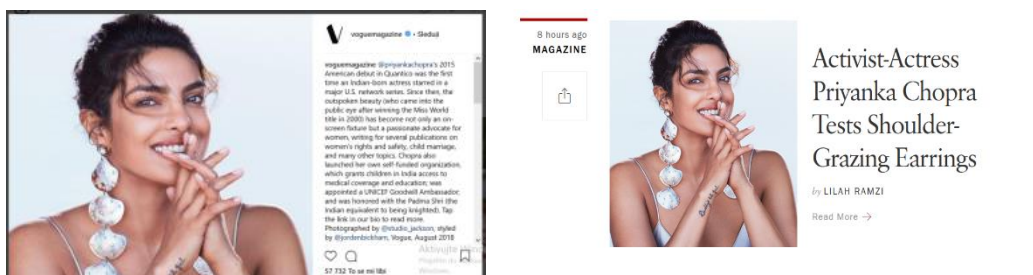 voguemagazine • Sleduji
voguemagazine @priyankachopra's 2015
American debut in Quantico was the first
time an Indian-born actress starred in a
major U.S. network series. Since then, the
outspoken beauty (who came into the
public eye after winning the Miss World
title in 2000) has become not only an on-
screen fixture but a passionate advocate for
women, writing for several publications on
women's rights and safety, child marriage,
and many other topics. Chopra also
launched her own self-funded organization,
which grants children in India access to
medical coverage and education; was
appointed a UNICEF Goodwill Ambassador;
and was honored with the Padma Shri (the
Indian equivalent to being knighted). Tap
the link in our bio to read more.
Photographed by @studio_jackson, styled
by @jordenbickham, Vogue, August 2018
Aktivujte Wind
57 732 To se mi líbí
Windows.
8 hours ago
MAGAZINE
Activist-Actress
Priyanka Chopra
Tests Shoulder-
Grazing Earrings
by LILAH RAMZI
Read More →